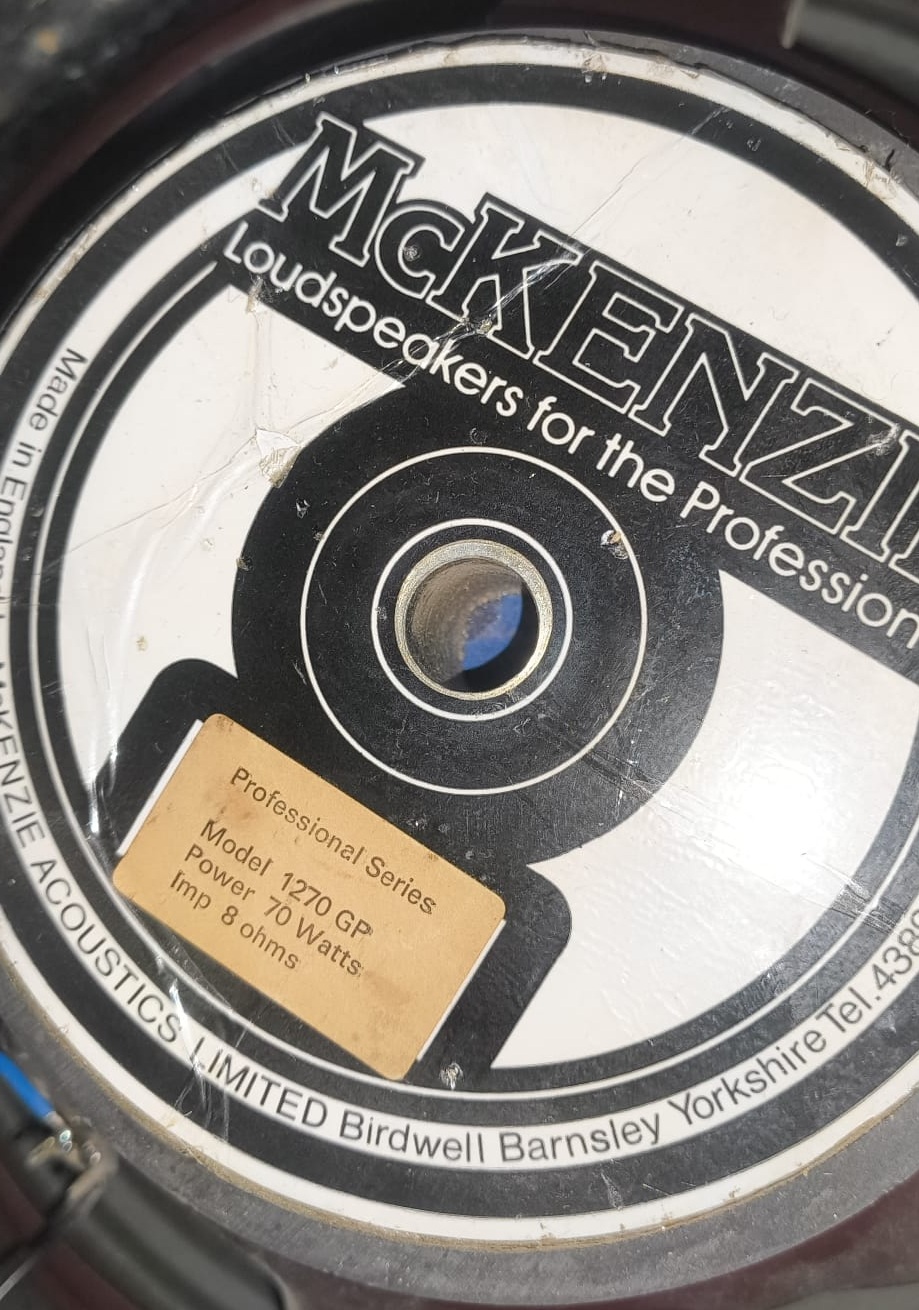 McKENZI
Loudspeakers for the Profession
Professional Series
Model 1270 GP
Power 70 Watts
Imp 8 ohms
Made in England McKENZIE ACOUSTICS LIMITED Birdwell Barnsley Yorkshire Tel.438